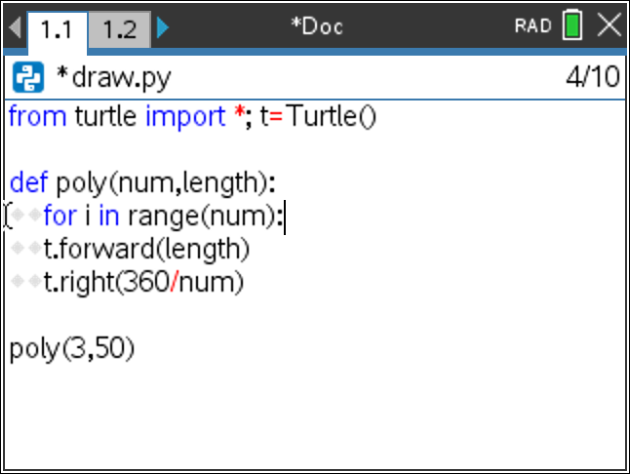 1.1 1.2 *Doc RAD
*draw.py 4/10
from turtle import *; t=Turtle()
def poly(num,length):
for i in range(num):
t.forward(length)
t.right(360/num)
poly(3,50)